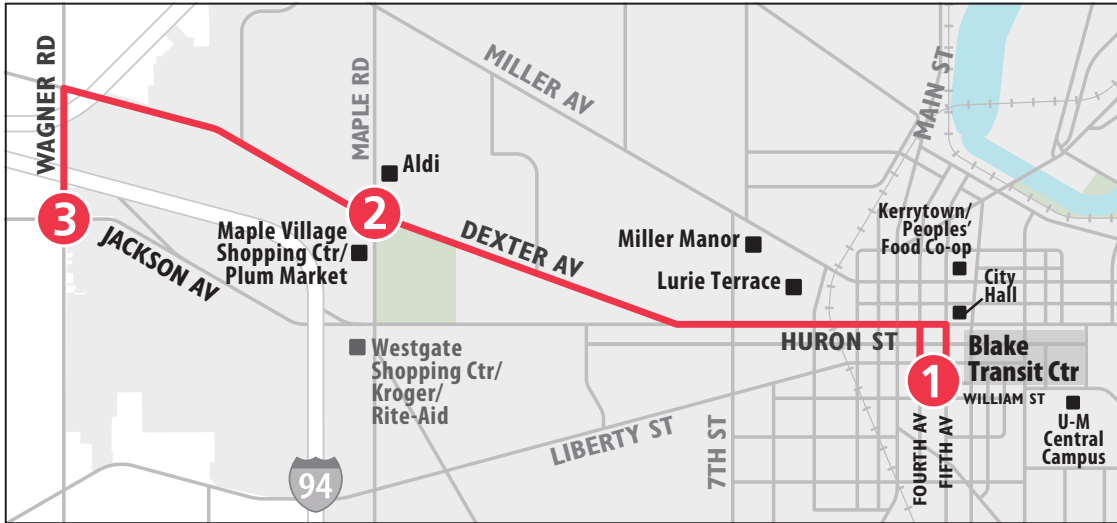 WAGNER RD
MAPLE RD
MILLER AV
MAIN ST
Aldi
2
3
JACKSON AV
Maple Village
Shopping Ctr/
Plum Market
DEXTER AV
Miller Manor
Lurie Terrace
Kerrytown/
Peoples'
Food Co-op
City
Hall
HURON ST
Blake
Transit Ctr
1
WILLIAM ST
Westgate
Shopping Ctr/
Kroger/
Rite-Aid
LIBERTY ST
7TH ST
FOURTH AV
FIFTH AV
U-M
Central
Campus
94